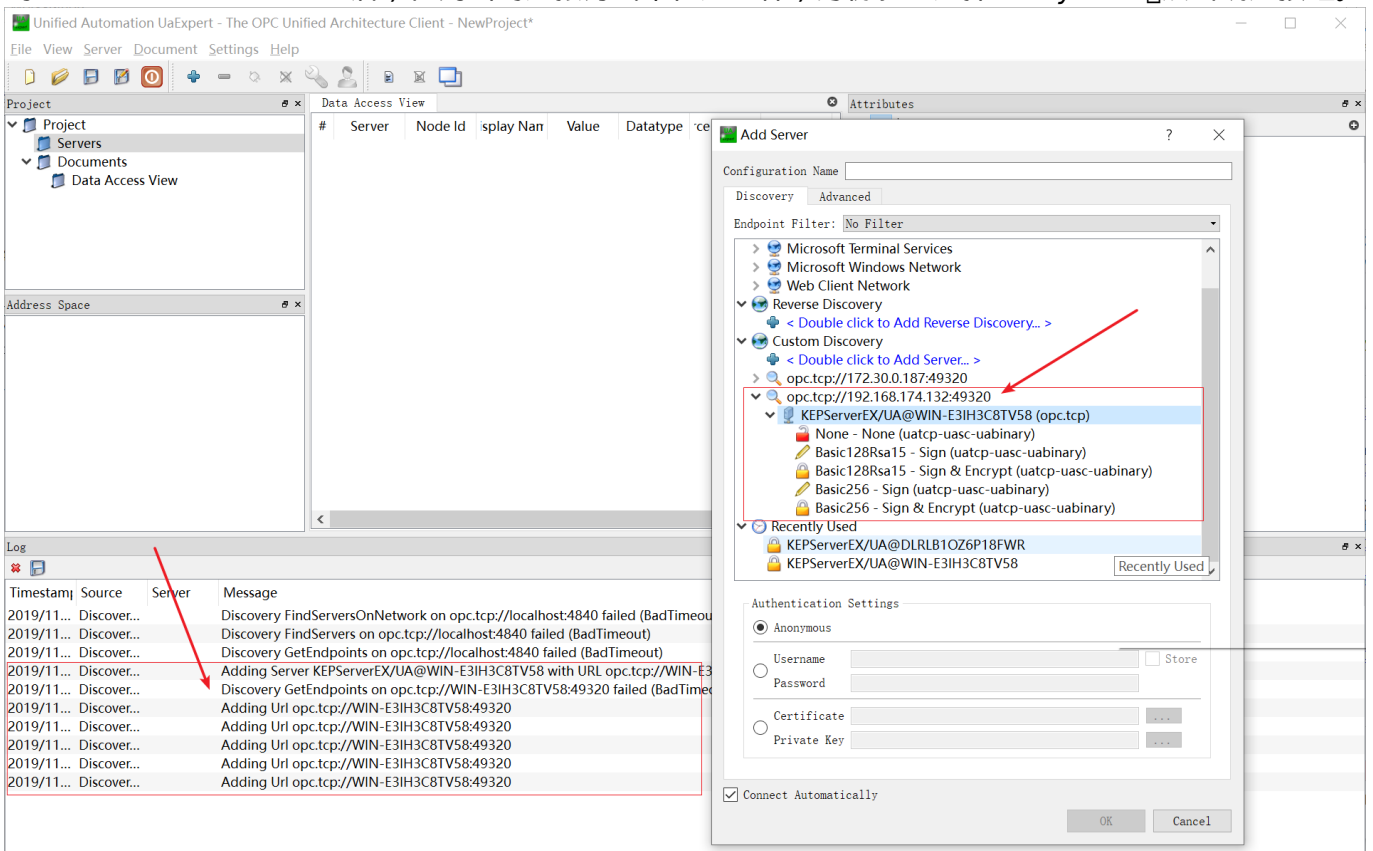 Unified Automation UaExpert - The OPC Unified Architecture Client - NewProject*
File View Server Document Settings Help
Project
Project
Servers
Documents
Data Access View
Address Space
Data Access View
# Server Node Id isplay Nam Value Datatype
Attributes
Add Server
Configuration Name
Discovery Advanced
Endpoint Filter: No Filter
Microsoft Terminal Services
Microsoft Windows Network
Web Client Network
Reverse Discovery
< Double click to Add Reverse Discovery... >
Custom Discovery
< Double click to Add Server... >
opc.tcp://172.30.0.187:49320
opc.tcp://192.168.174.132:49320
KEPServerEX/UA@WIN-E3IH3C8TV58 (opc.tcp)
None - None (uatcp-uasc-uabinary)
Basic128Rsa15 - Sign (uatcp-uasc-uabinary)
Basic128Rsa15 - Sign & Encrypt (uatcp-uasc-uabinary)
Basic256 - Sign (uatcp-uasc-uabinary)
Basic256 - Sign & Encrypt (uatcp-uasc-uabinary)
Recently Used
KEPServerEX/UA@DLRLB1OZ6P18FWR
KEPServerEX/UA@WIN-E3IH3C8TV58
Recently Used
Authentication Settings
Anonymous
Username
Store
Password
Certificate ...
Private Key ...
Connect Automatically
OK Cancel
Log
Timestamp Source Server Message
2019/11... Discover... Discovery FindServersOnNetwork on opc.tcp://localhost:4840 failed (BadTimeou
2019/11... Discover... Discovery FindServers on opc.tcp://localhost:4840 failed (BadTimeout)
2019/11... Discover... Discovery GetEndpoints on opc.tcp://localhost:4840 failed (BadTimeout)
2019/11... Discover... Adding Server KEPServerEX/UA@WIN-E3IH3C8TV58 with URL opc.tcp://WIN-E3
2019/11... Discover... Discovery GetEndpoints on opc.tcp://WIN-E3IH3C8TV58:49320 failed (BadTimeo
2019/11... Discover... Adding Url opc.tcp://WIN-E3IH3C8TV58:49320
2019/11... Discover... Adding Url opc.tcp://WIN-E3IH3C8TV58:49320
2019/11... Discover... Adding Url opc.tcp://WIN-E3IH3C8TV58:49320
2019/11... Discover... Adding Url opc.tcp://WIN-E3IH3C8TV58:49320
2019/11... Discover... Adding Url opc.tcp://WIN-E3IH3C8TV58:49320